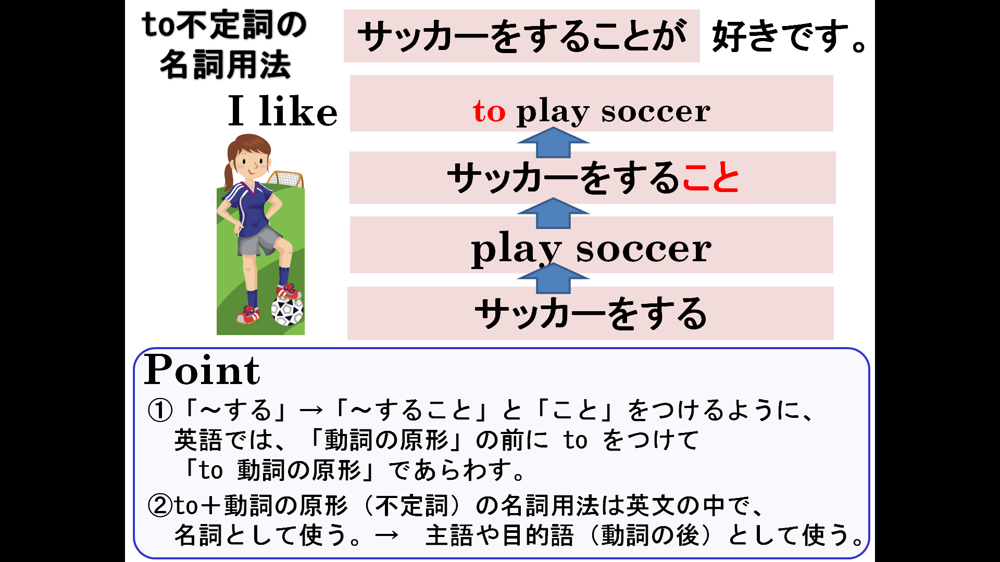 to不定詞の
名詞用法
サッカーをすることが 好きです。
I like to play soccer
サッカーをすること
play soccer
サッカーをする
Point
①「～する」→「～すること」と「こと」をつけるように、
英語では、「動詞の原形」の前に to をつけて
「to 動詞の原形」であらわす。
②to＋動詞の原形（不定詞）の名詞用法は英文の中で、
名詞として使う。→　主語や目的語（動詞の後）として使う。